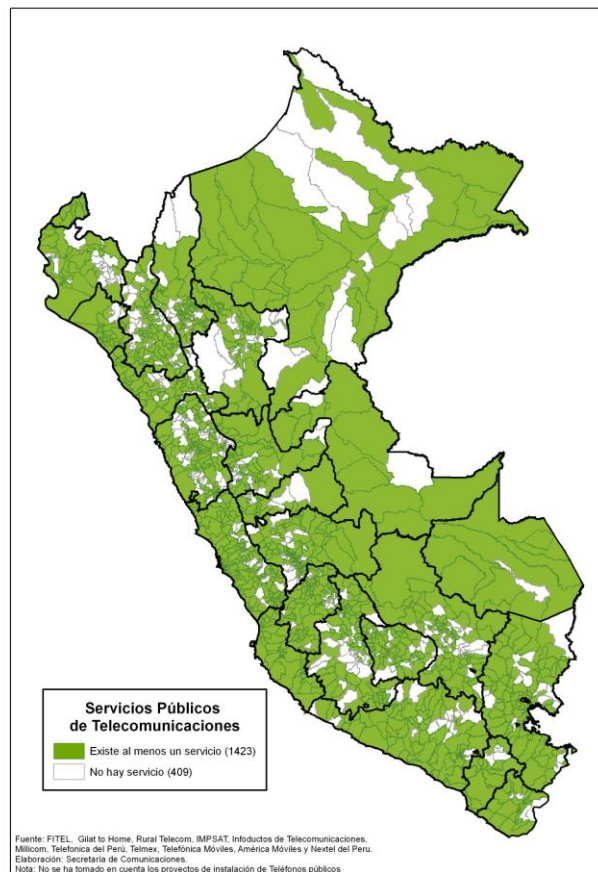 Servicios Públicos
de Telecomunicaciones
Existe al menos un servicio (1423)
No hay servicio (409)
Fuente: FITEL, Gilat to Home, Rural Telecom, IMPSAT, Infoductos de Telecomunicaciones,
Millicom, Telefonica del Perú, Telmex, Telefónica Móviles, América Móviles y Nextel del Peru.
Elaboración: Secretaria de Comunicaciones.
Nota: No se ha tomado en cuenta los proyectos de instalación de Teléfonos públicos